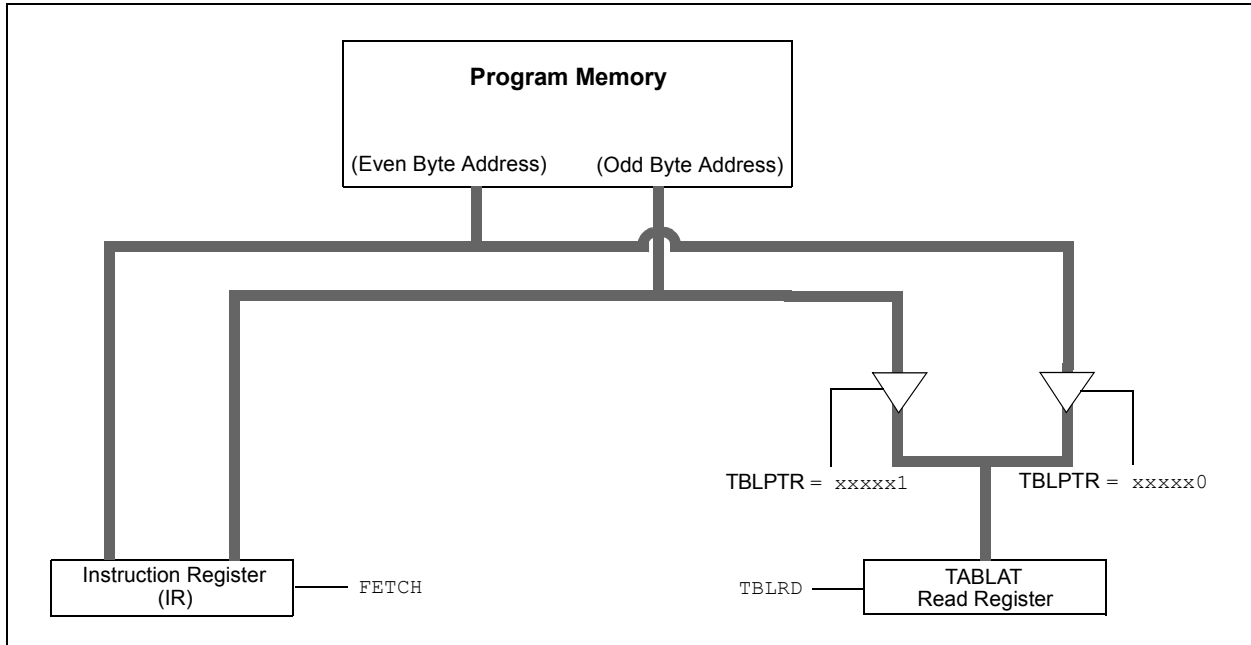 Program Memory
(Even Byte Address) (Odd Byte Address)
TBLPTR = xxxxx1 TBLPTR = xxxxx0
Instruction Register
(IR)
FETCH
TBLRD
TABLAT
Read Register